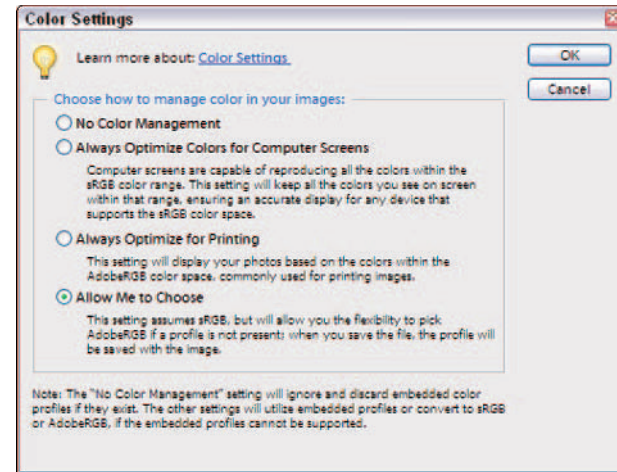 Color Settings
Learn more about: Color Settings
OK
Cancel
Choose how to manage color in your images:
No Color Management
Always Optimize Colors for Computer Screens
Computer screens are capable of reproducing all the colors within the
sRGB color range. This setting will keep all the colors you see on screen
within that range, ensuring an accurate display for any device that
supports the sRGB color space.
Always Optimize for Printing
This setting will display your photos based on the colors within the
AdobeRGB color space, commonly used for printing images.
Allow Me to Choose
This setting assumes sRGB, but will allow you the flexibility to pick
AdobeRGB if a profile is not present; when you save the file, the profile will
be saved with the image.
Note: The "No Color Management" setting will ignore and discard embedded color
profiles if they exist. The other settings will utilize embedded profiles or convert to sRGB
or AdobeRGB, if the embedded profiles cannot be supported.